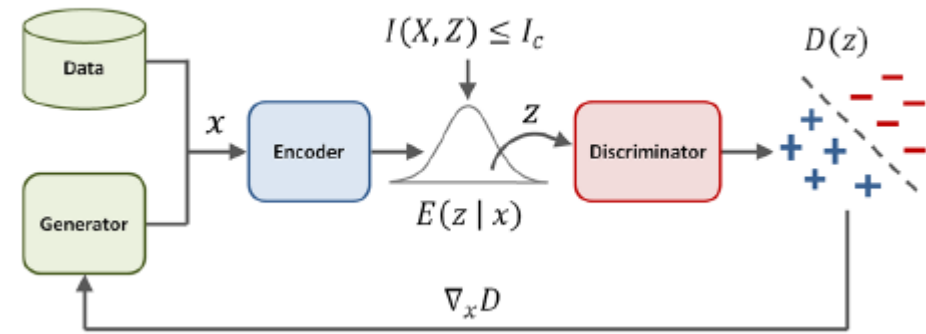 I(X, Z) ≤ I_c
D(z)
Data
x
z
Encoder
Discriminator
Generator
E(z | x)
∇_x D